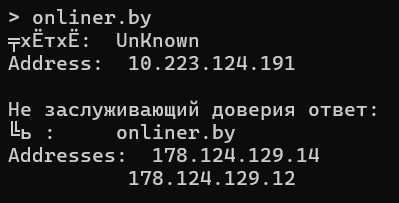 > onliner.by
╤хЁтхЁ:  UnKnown
Address:  10.223.124.191
Не заслуживающий доверия ответ:
╚ь :     onliner.by
Addresses:  178.124.129.14
          178.124.129.12